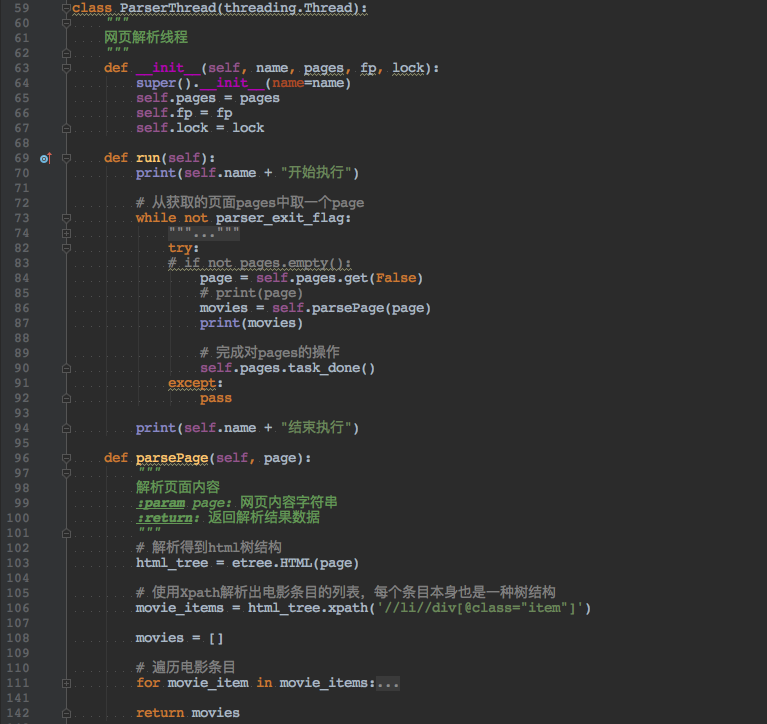 59 class ParserThread(threading.Thread):
60 """
61 网页解析线程
62 """
63 def __init__(self, name, pages, fp, lock):
64 super().__init__(name=name)
65 self.pages = pages
66 self.fp = fp
67 self.lock = lock
68
69 def run(self):
70 print(self.name + "开始执行")
71
72 # 从获取的页面pages中取一个page
73 while not parser_exit_flag:
74 """..."""
82 try:
83 # if not pages.empty():
84 page = self.pages.get(False)
85 # print(page)
86 movies = self.parsePage(page)
87 print(movies)
88
89 # 完成对pages的操作
90 self.pages.task_done()
91 except:
92 pass
93
94 print(self.name + "结束执行")
95
96 def parsePage(self, page):
97 """
98 解析页面内容
99 :param page: 网页内容字符串
100 :return: 返回解析结果数据
101 """
102 # 解析得到html树结构
103 html_tree = etree.HTML(page)
104
105 # 使用Xpath解析出电影条目的列表，每个条目本身也是一种树结构
106 movie_items = html_tree.xpath('//li//div[@class="item"]')
107
108 movies = []
109
110 # 遍历电影条目
111 for movie_item in movie_items:...
141
142 return movies